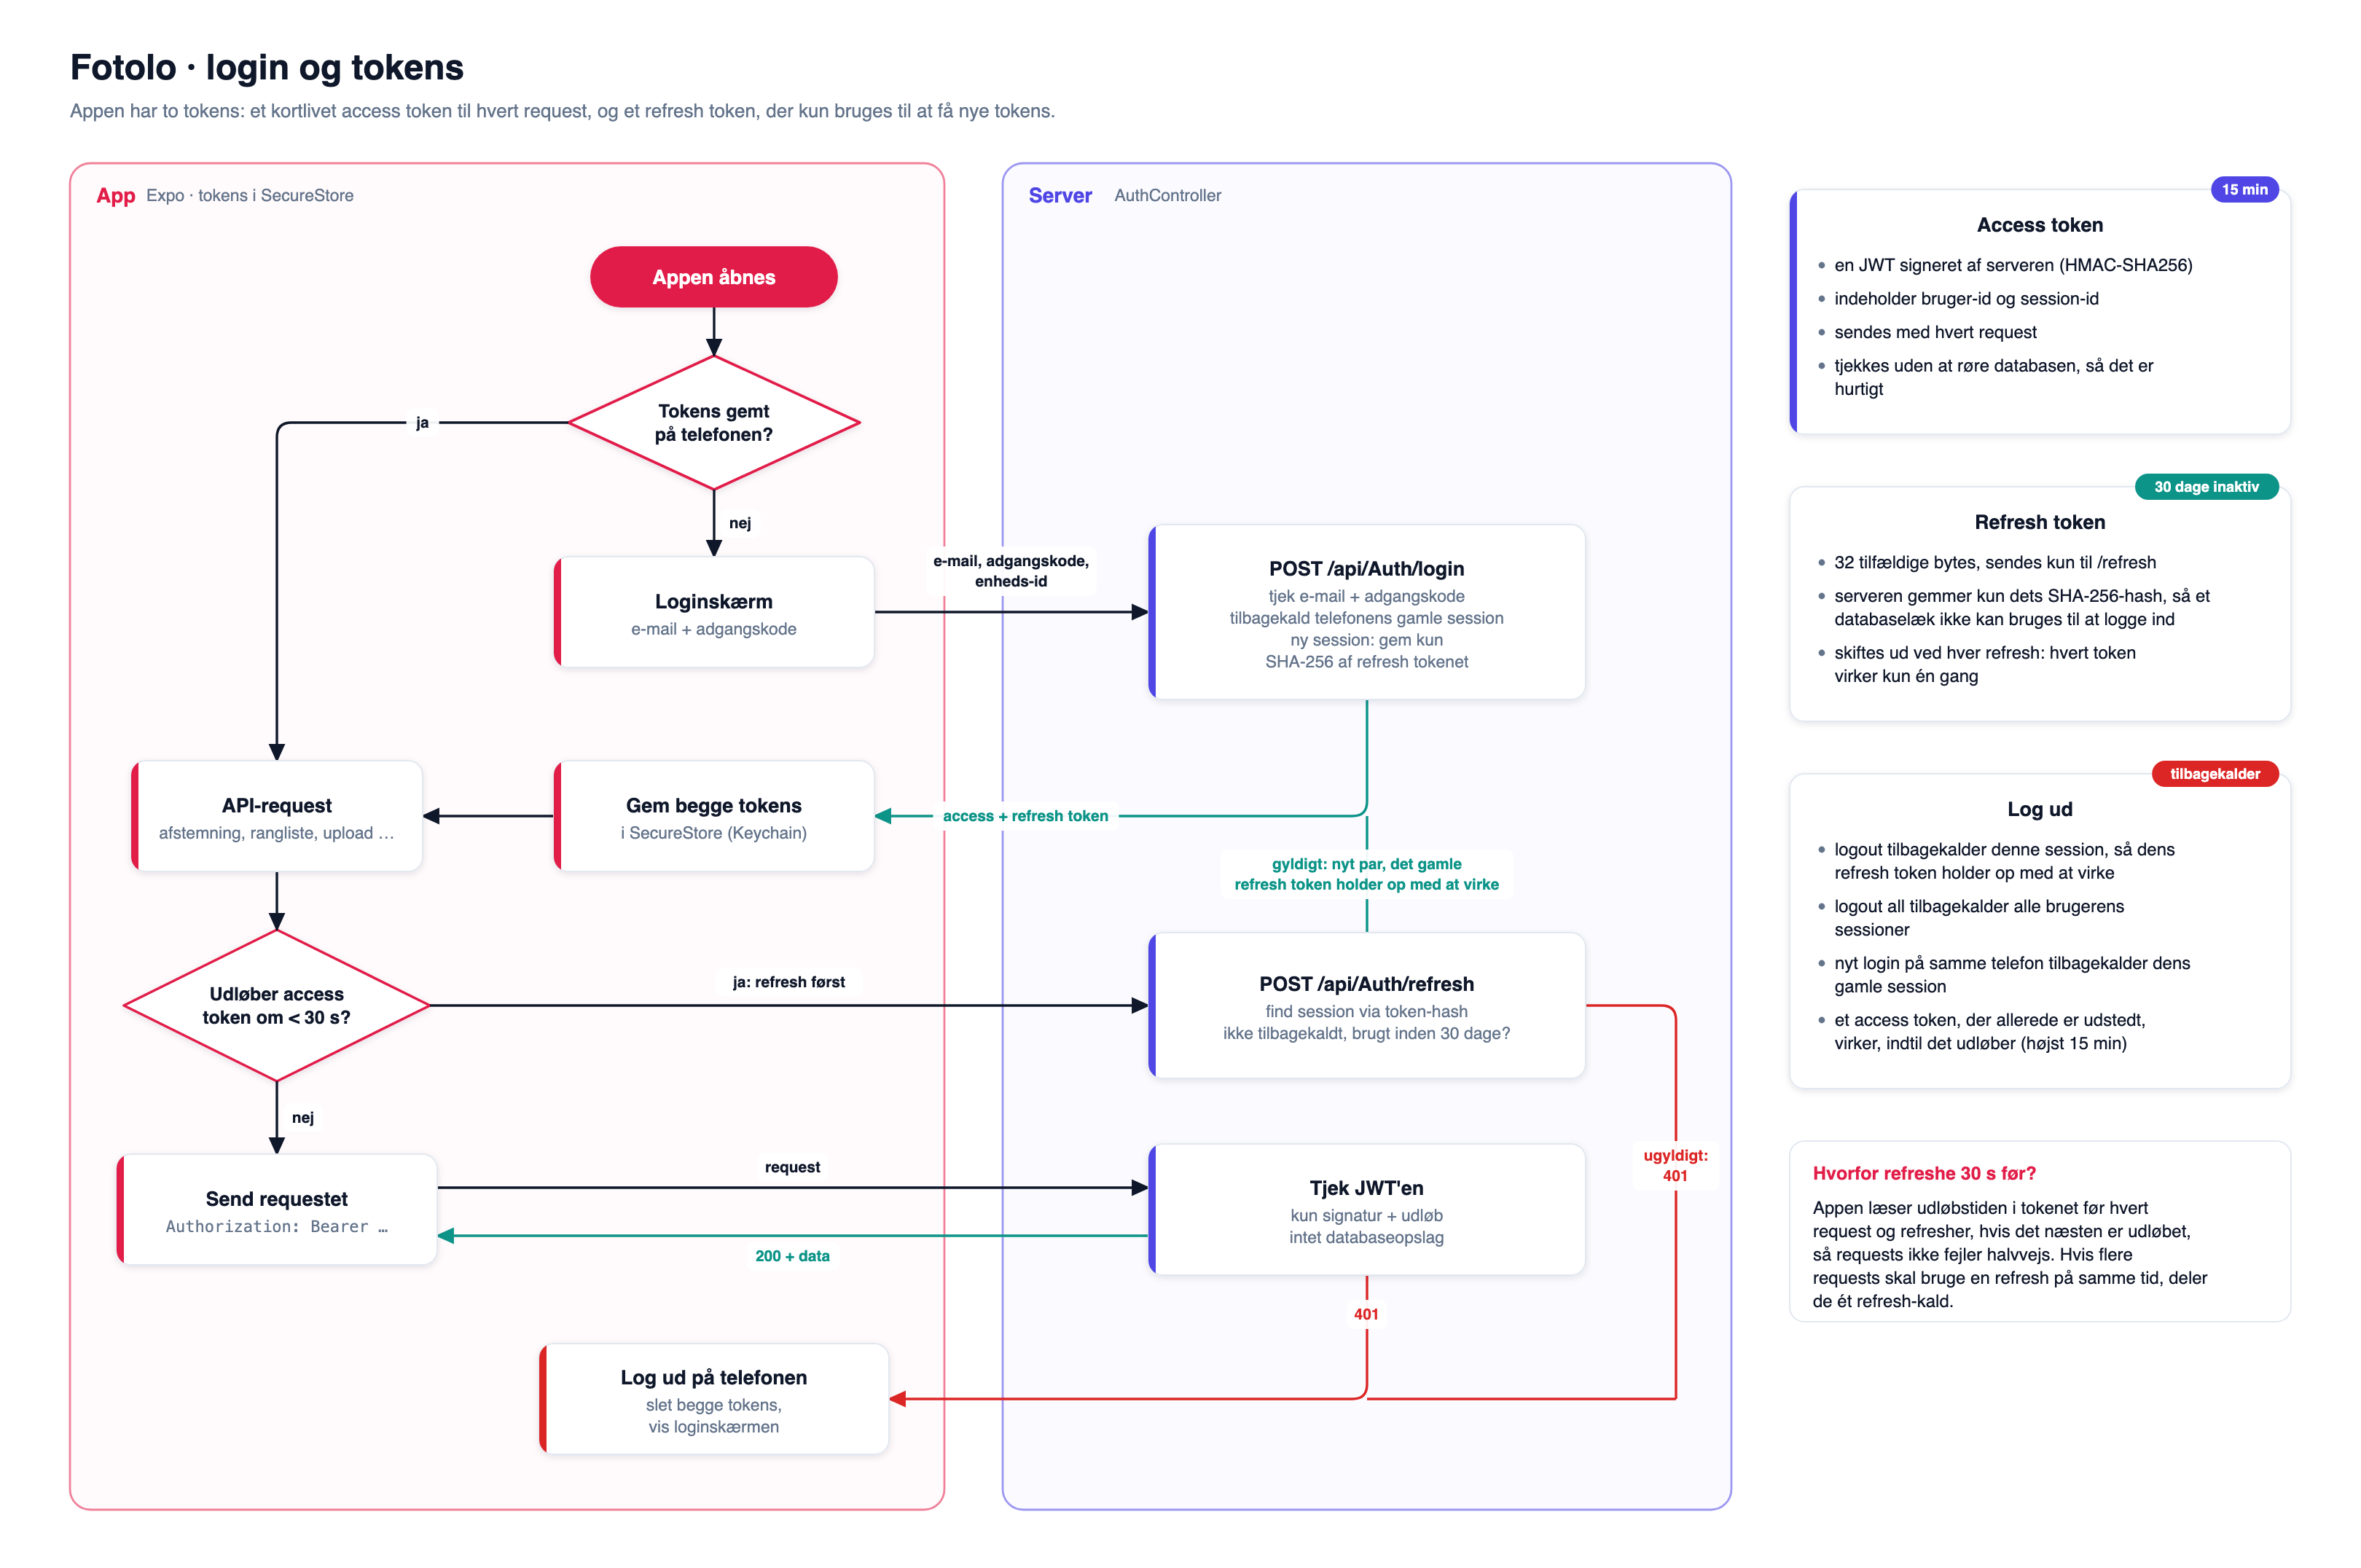 Fotolo · login og tokens
Appen har to tokens: et kortlivet access token til hvert request, og et refresh token, der kun bruges til at få nye tokens.
App Expo · tokens i SecureStore
Appen åbnes
Tokens gemt
på telefonen?
ja
nej
Loginskærm
e-mail + adgangskode
e-mail, adgangskode,
enheds-id
API-request
afstemning, rangliste, upload …
Gem begge tokens
i SecureStore (Keychain)
access + refresh token
Udløber access
token om < 30 s?
ja: refresh først
nej
Send requestet
Authorization: Bearer …
request
200 + data
Log ud på telefonen
slet begge tokens,
vis loginskærmen
Server AuthController
POST /api/Auth/login
tjek e-mail + adgangskode
tilbagekald telefonens gamle session
ny session: gem kun
SHA-256 af refresh tokenet
gyldigt: nyt par, det gamle
refresh token holder op med at virke
POST /api/Auth/refresh
find session via token-hash
ikke tilbagekaldt, brugt inden 30 dage?
ugyldigt:
401
Tjek JWT'en
kun signatur + udløb
intet databaseopslag
401
15 min
Access token
• en JWT signeret af serveren (HMAC-SHA256)
• indeholder bruger-id og session-id
• sendes med hvert request
• tjekkes uden at røre databasen, så det er
hurtigt
30 dage inaktiv
Refresh token
• 32 tilfældige bytes, sendes kun til /refresh
• serveren gemmer kun dets SHA-256-hash, så et
databaselæk ikke kan bruges til at logge ind
• skiftes ud ved hver refresh: hvert token
virker kun én gang
tilbagekalder
Log ud
• logout tilbagekalder denne session, så dens
refresh token holder op med at virke
• logout all tilbagekalder alle brugerens
sessioner
• nyt login på samme telefon tilbagekalder dens
gamle session
• et access token, der allerede er udstedt,
virker, indtil det udløber (højst 15 min)
Hvorfor refreshe 30 s før?
Appen læser udløbstiden i tokenet før hvert
request og refresher, hvis det næsten er udløbet,
så requests ikke fejler halvvejs. Hvis flere
requests skal bruge en refresh på samme tid, deler
de ét refresh-kald.